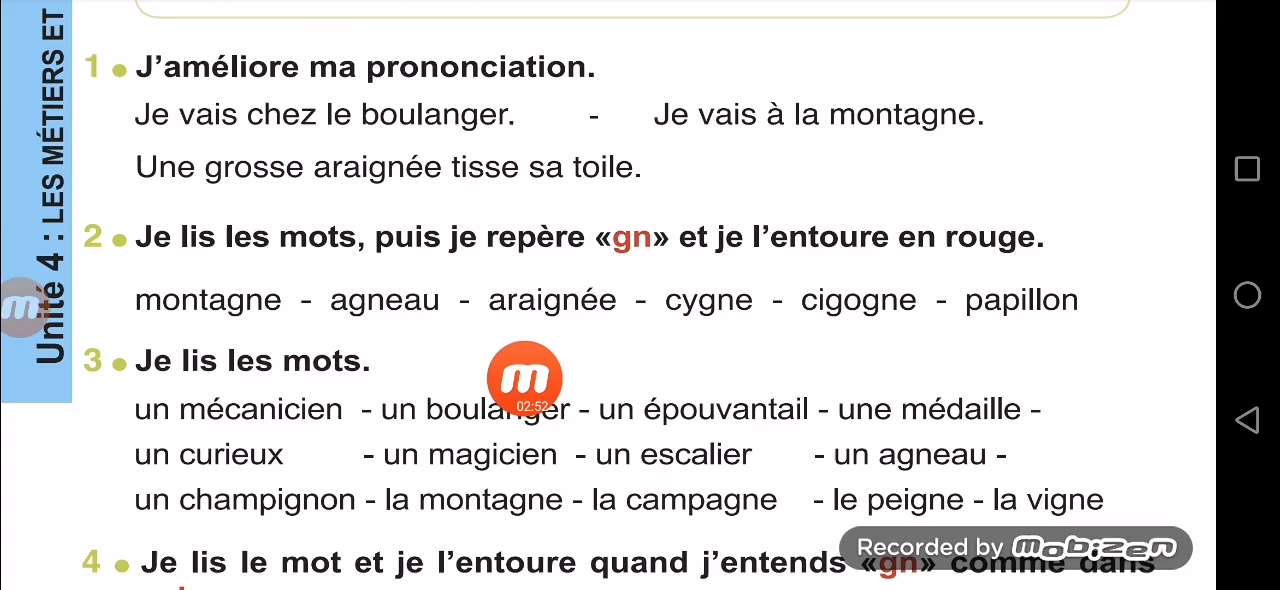 Unité 4 : LES MÉTIERS ET
1 • J'améliore ma prononciation.
Je vais chez le boulanger. - Je vais à la montagne.
Une grosse araignée tisse sa toile.
2 • Je lis les mots, puis je repère «gn» et je l'entoure en rouge.
montagne - agneau - araignée - cygne - cigogne - papillon
3 • Je lis les mots.
un mécanicien - un boulanger - un épouvantail - une médaille -
un curieux - un magicien - un escalier - un agneau -
un champignon - la montagne - la campagne - le peigne - la vigne
4 • Je lis le mot et je l'entoure quand j'entends «gn» comme dans
02:52
Recorded by mobizen